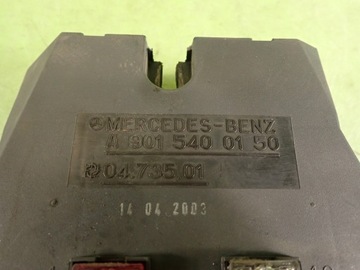 MERCEDES-BENZ
A 901 540 01 50
04.735.01
14 04.2003